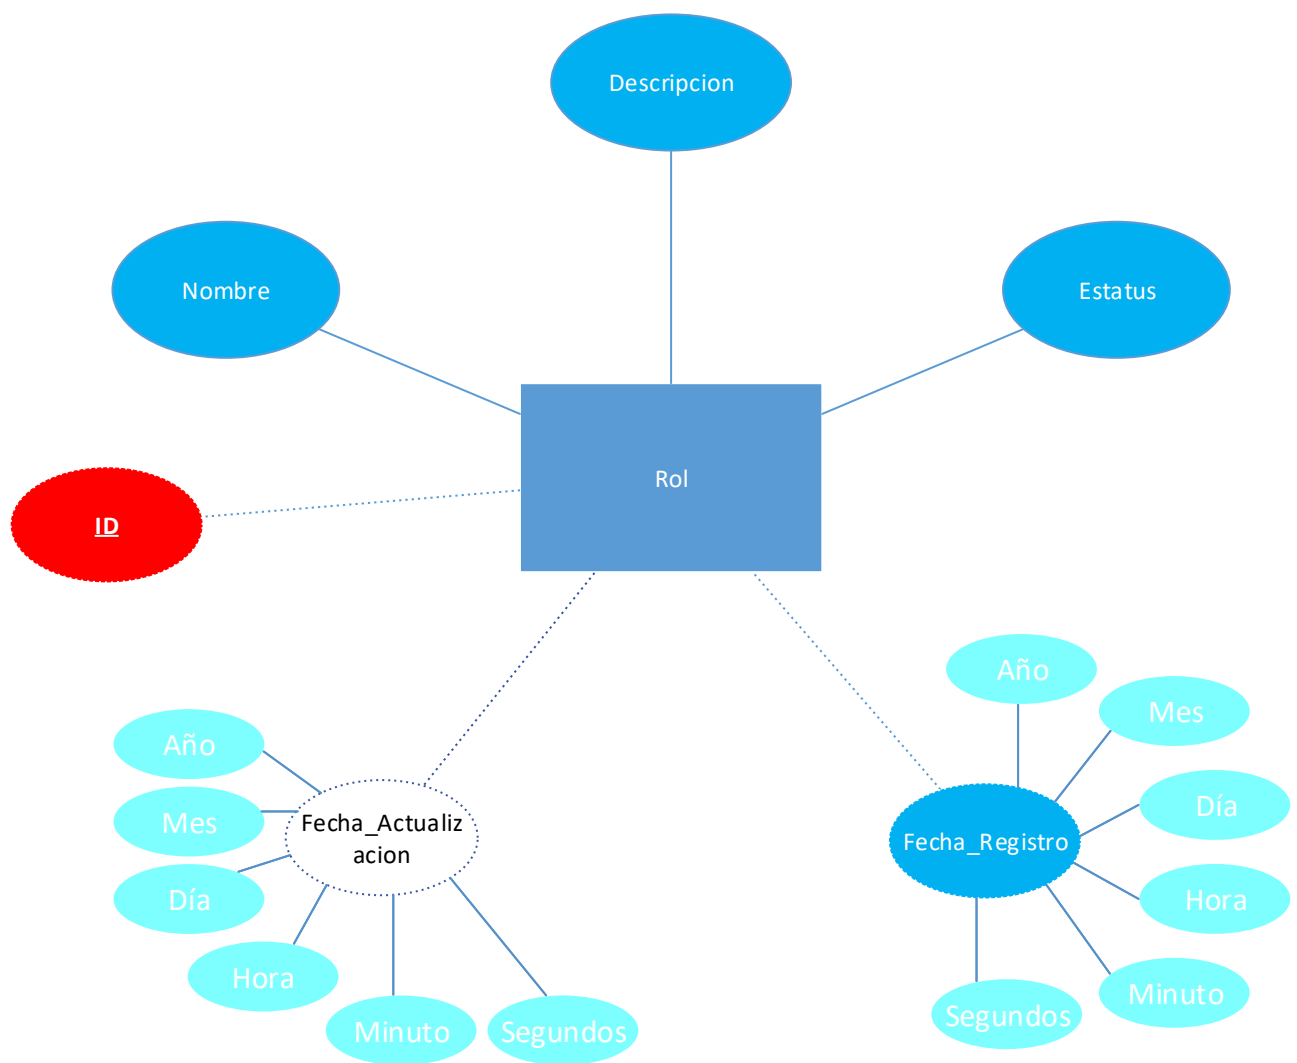 Descripcion
Nombre
Estatus
Rol
ID
Año
Mes
Día
Hora
Minuto
Segundos
Fecha_Actualiz
acion
Año
Mes
Día
Hora
Minuto
Segundos
Fecha_Registro